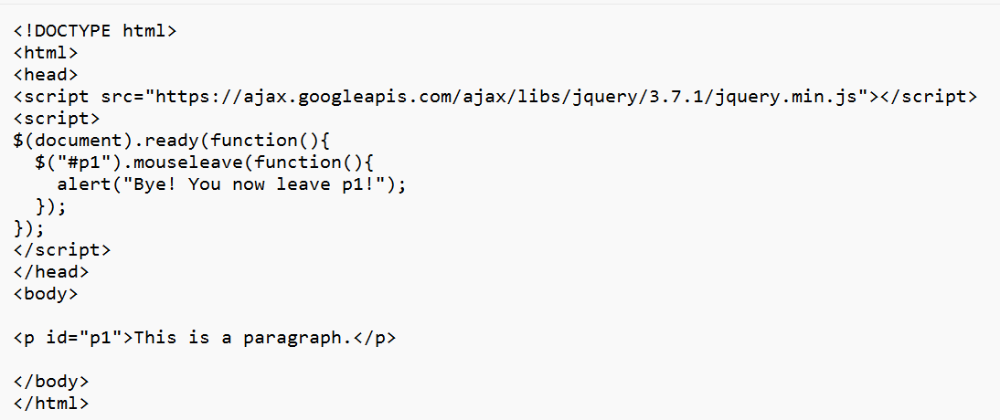 <!DOCTYPE html>
<html>
<head>
<script src="https://ajax.googleapis.com/ajax/libs/jquery/3.7.1/jquery.min.js"></script>
<script>
$(document).ready(function(){
  $("#p1").mouseleave(function(){
    alert("Bye! You now leave p1!");
  });
});
</script>
</head>
<body>

<p id="p1">This is a paragraph.</p>

</body>
</html>